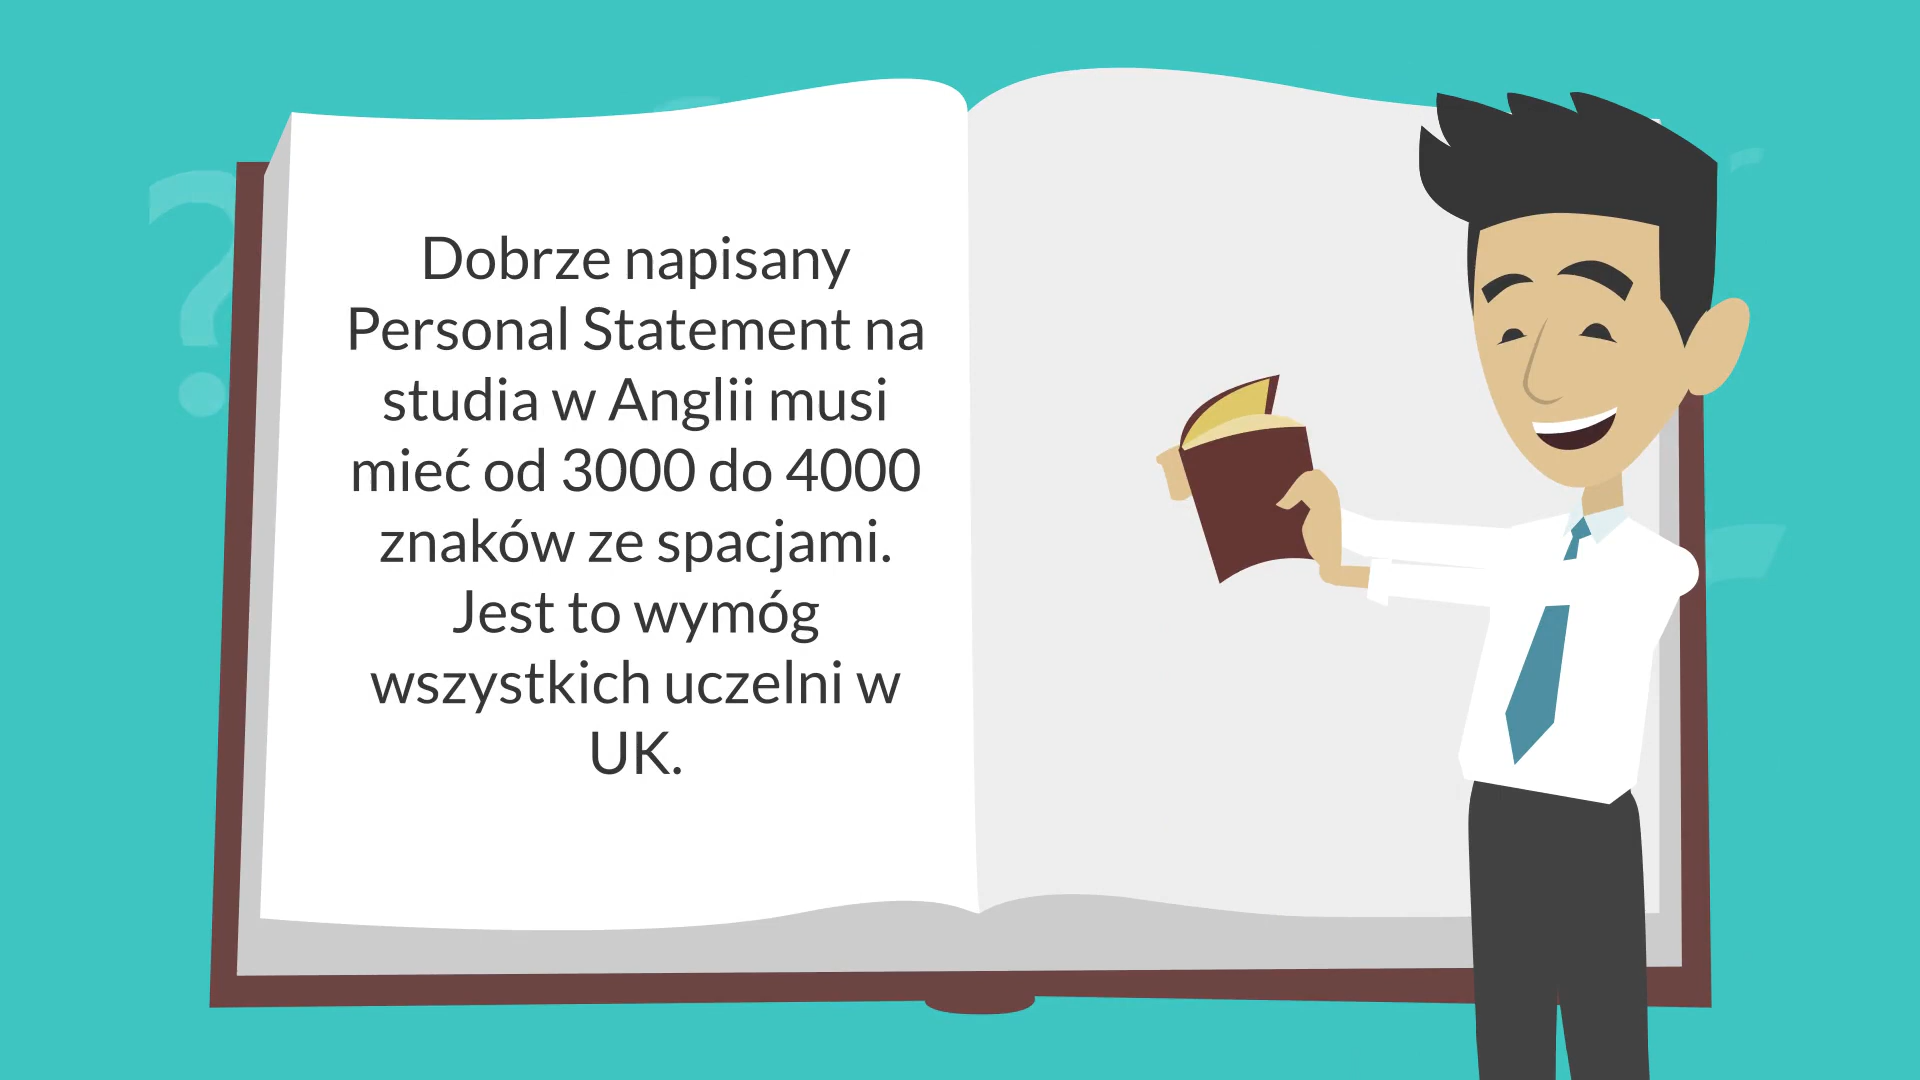 Dobrze napisany
Personal Statement na
studia w Anglii musi
mieć od 3000 do 4000
znaków ze spacjami.
Jest to wymóg
wszystkich uczelni w
UK.